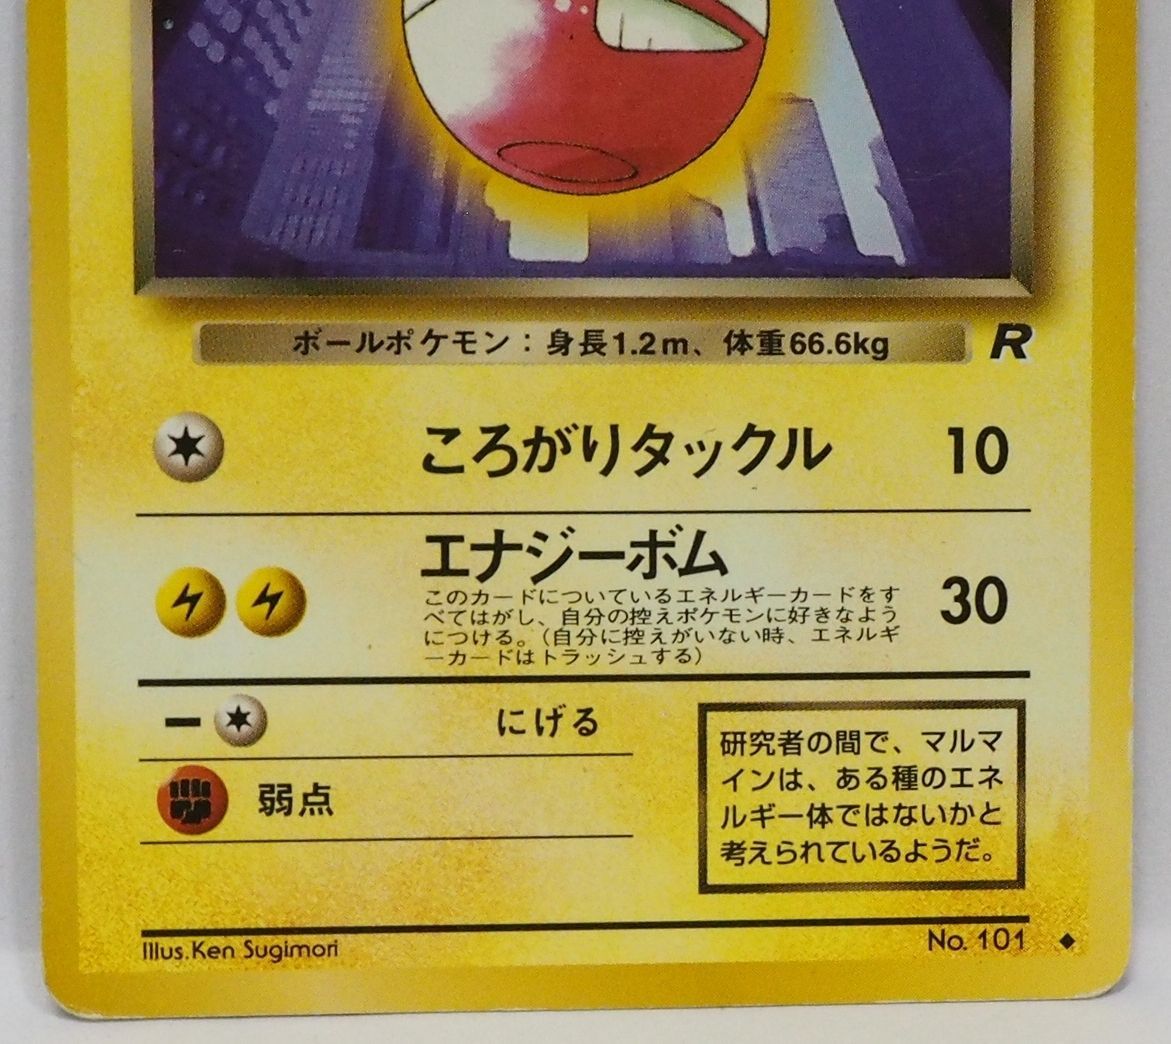 ボールポケモン：身長1.2m、体重66.6kg R
ころがりタックル 10
エナジーボム 30
このカードについているエネルギーカードをす
べてはがし、自分の控えポケモンに好きなよう
につける。（自分に控えがいない時、エネルギ
ーカードはトラッシュする）
にげる
弱点
研究者の間で、マルマ
インは、ある種のエネ
ルギー体ではないかと
考えられているようだ。
Illus.Ken Sugimori
No. 101